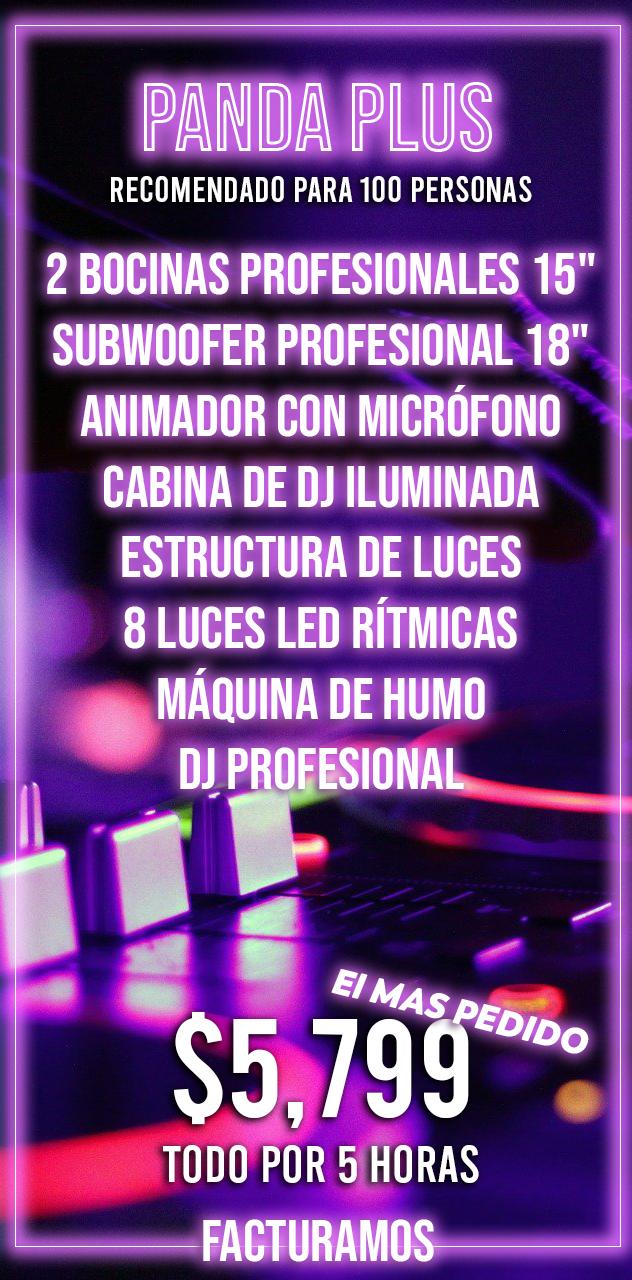 PANDA PLUS
RECOMENDADO PARA 100 PERSONAS
2 BOCINAS PROFESIONALES 15"
SUBWOOFER PROFESIONAL 18"
ANIMADOR CON MICRÓFONO
CABINA DE DJ ILUMINADA
ESTRUCTURA DE LUCES
8 LUCES LED RÍTMICAS
MÁQUINA DE HUMO
DJ PROFESIONAL
El MAS PEDIDO
$5,799
TODO POR 5 HORAS
FACTURAMOS